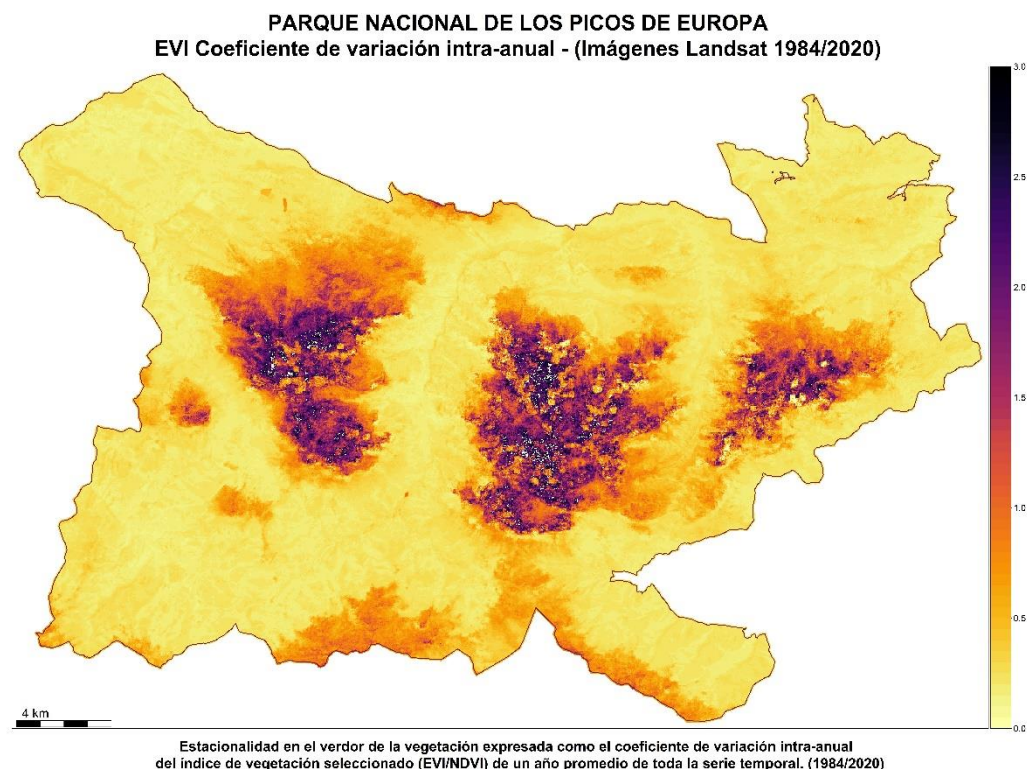 PARQUE NACIONAL DE LOS PICOS DE EUROPA
EVI Coeficiente de variación intra-anual - (Imágenes Landsat 1984/2020)
3.0
2.5
2.0
1.5
1.0
0.5
0.0
4 km
Estacionalidad en el verdor de la vegetación expresada como el coeficiente de variación intra-anual
del índice de vegetación seleccionado (EVI/NDVI) de un año promedio de toda la serie temporal. (1984/2020)